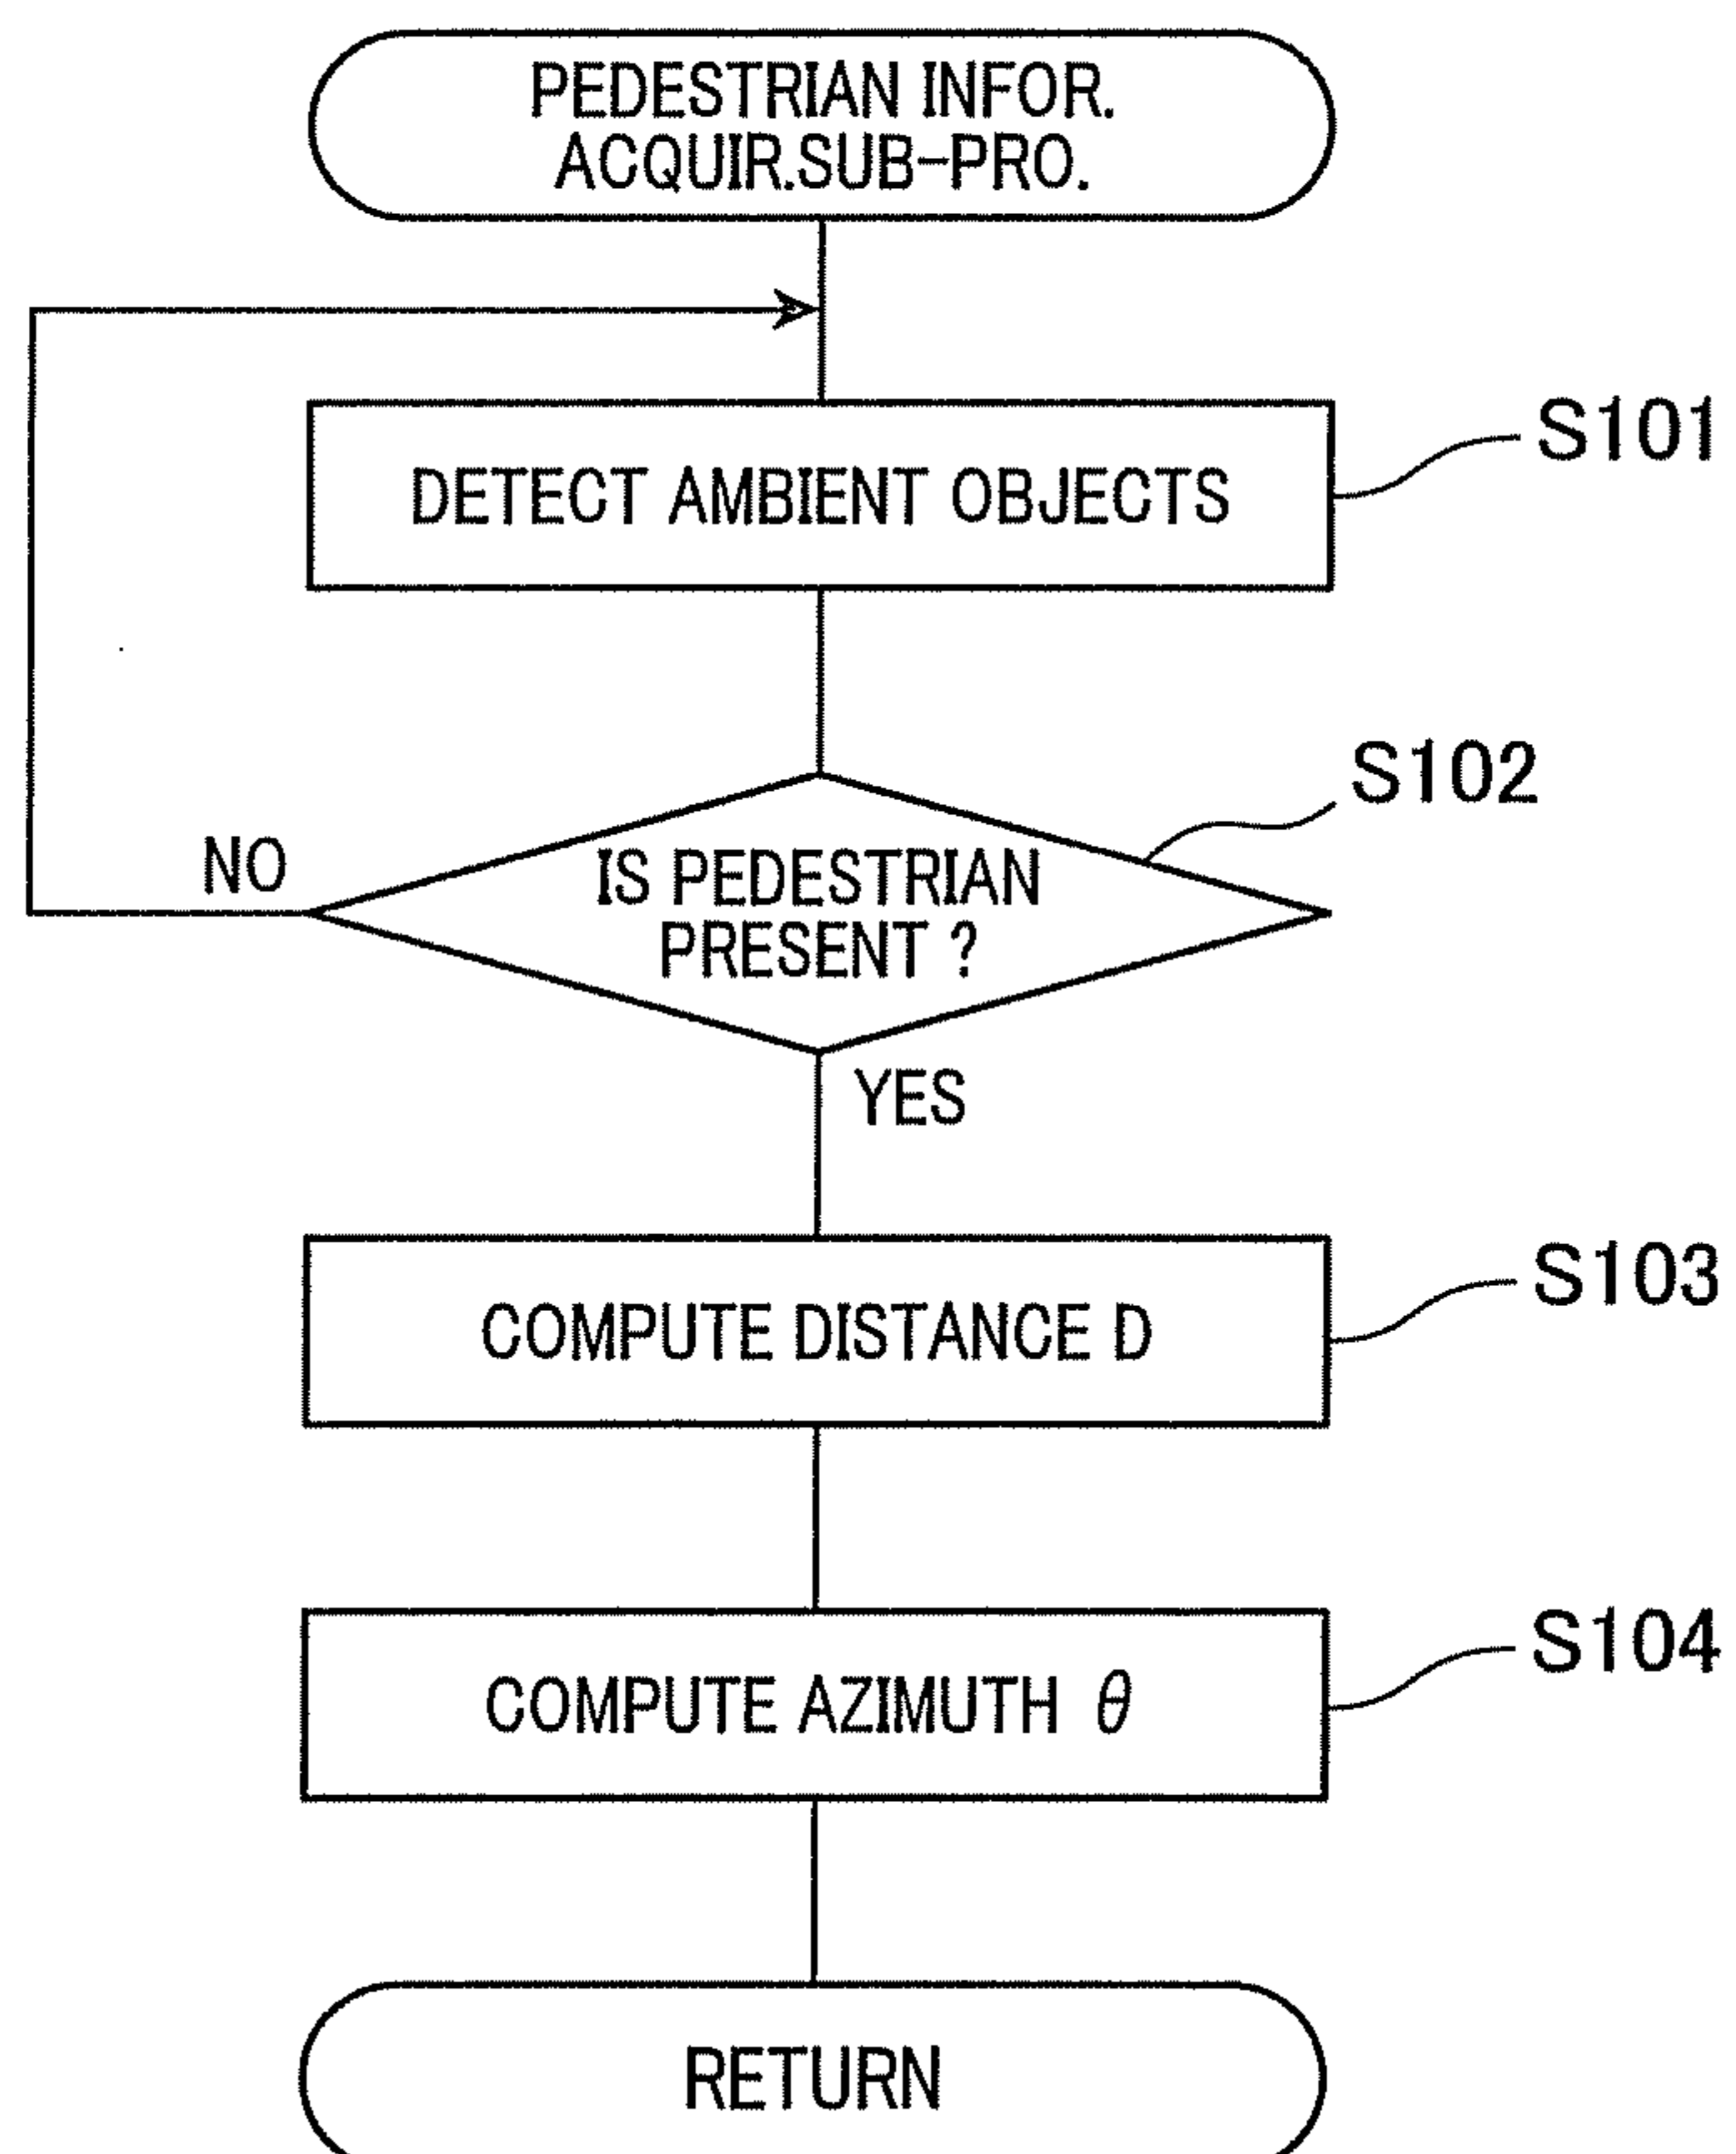 PEDESTRIAN INFOR.
ACQUIR.SUB-PRO.
DETECT AMBIENT OBJECTS
S101
S102
NO
IS PEDESTRIAN
PRESENT ?
YES
COMPUTE DISTANCE D
S103
COMPUTE AZIMUTH θ
S104
RETURN